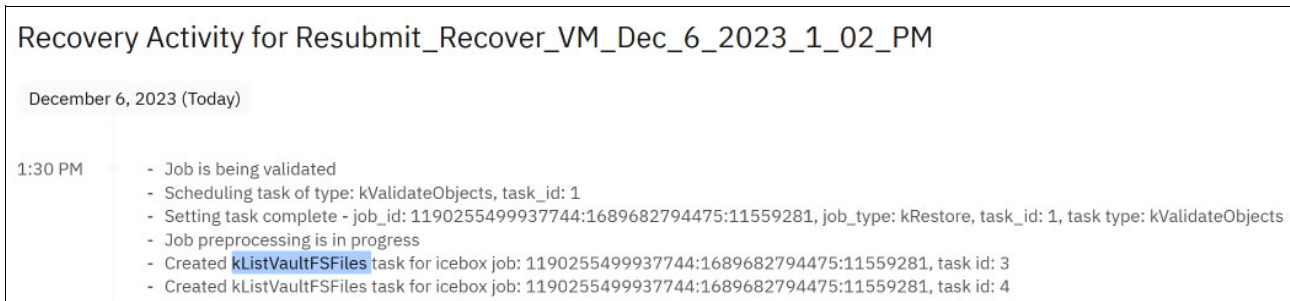 Recovery Activity for Resubmit_Recover_VM_Dec_6_2023_1_02_PM
December 6, 2023 (Today)
1:30 PM - Job is being validated
- Scheduling task of type: kValidateObjects, task_id: 1
- Setting task complete - job_id: 1190255499937744:1689682794475:11559281, job_type: kRestore, task_id: 1, task type: kValidateObjects
- Job preprocessing is in progress
- Created kListVaultFSFiles task for icebox job: 1190255499937744:1689682794475:11559281, task id: 3
- Created kListVaultFSFiles task for icebox job: 1190255499937744:1689682794475:11559281, task id: 4